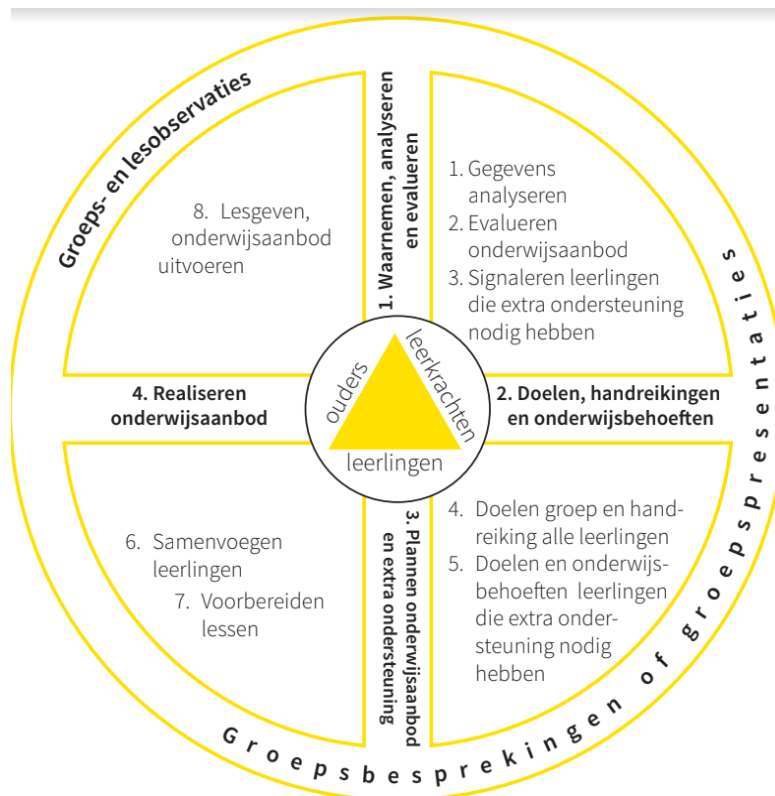 Groeps- en lesobservaties
1. Waarnemen, analyseren
en evalueren
1. Gegevens
analyseren
2. Evalueren
onderwijsaanbod
3. Signaleren leerlingen
die extra ondersteuning
nodig hebben
8. Lesgeven,
onderwijsaanbod
uitvoeren
ouders
leerkrachten
leerlingen
4. Realiseren
onderwijsaanbod
2. Doelen, handreikingen
en onderwijsbehoeften
4. Doelen groep en hand-
reiking alle leerlingen
5. Doelen en onderwijs-
behoeften leerlingen
die extra onder-
steuning nodig
hebben
6. Samenvoegen
leerlingen
7. Voorbereiden
lessen
3. Plannen onderwijsaanbod
en extra ondersteuning
Groepsbesprekingen of groepspresentaties